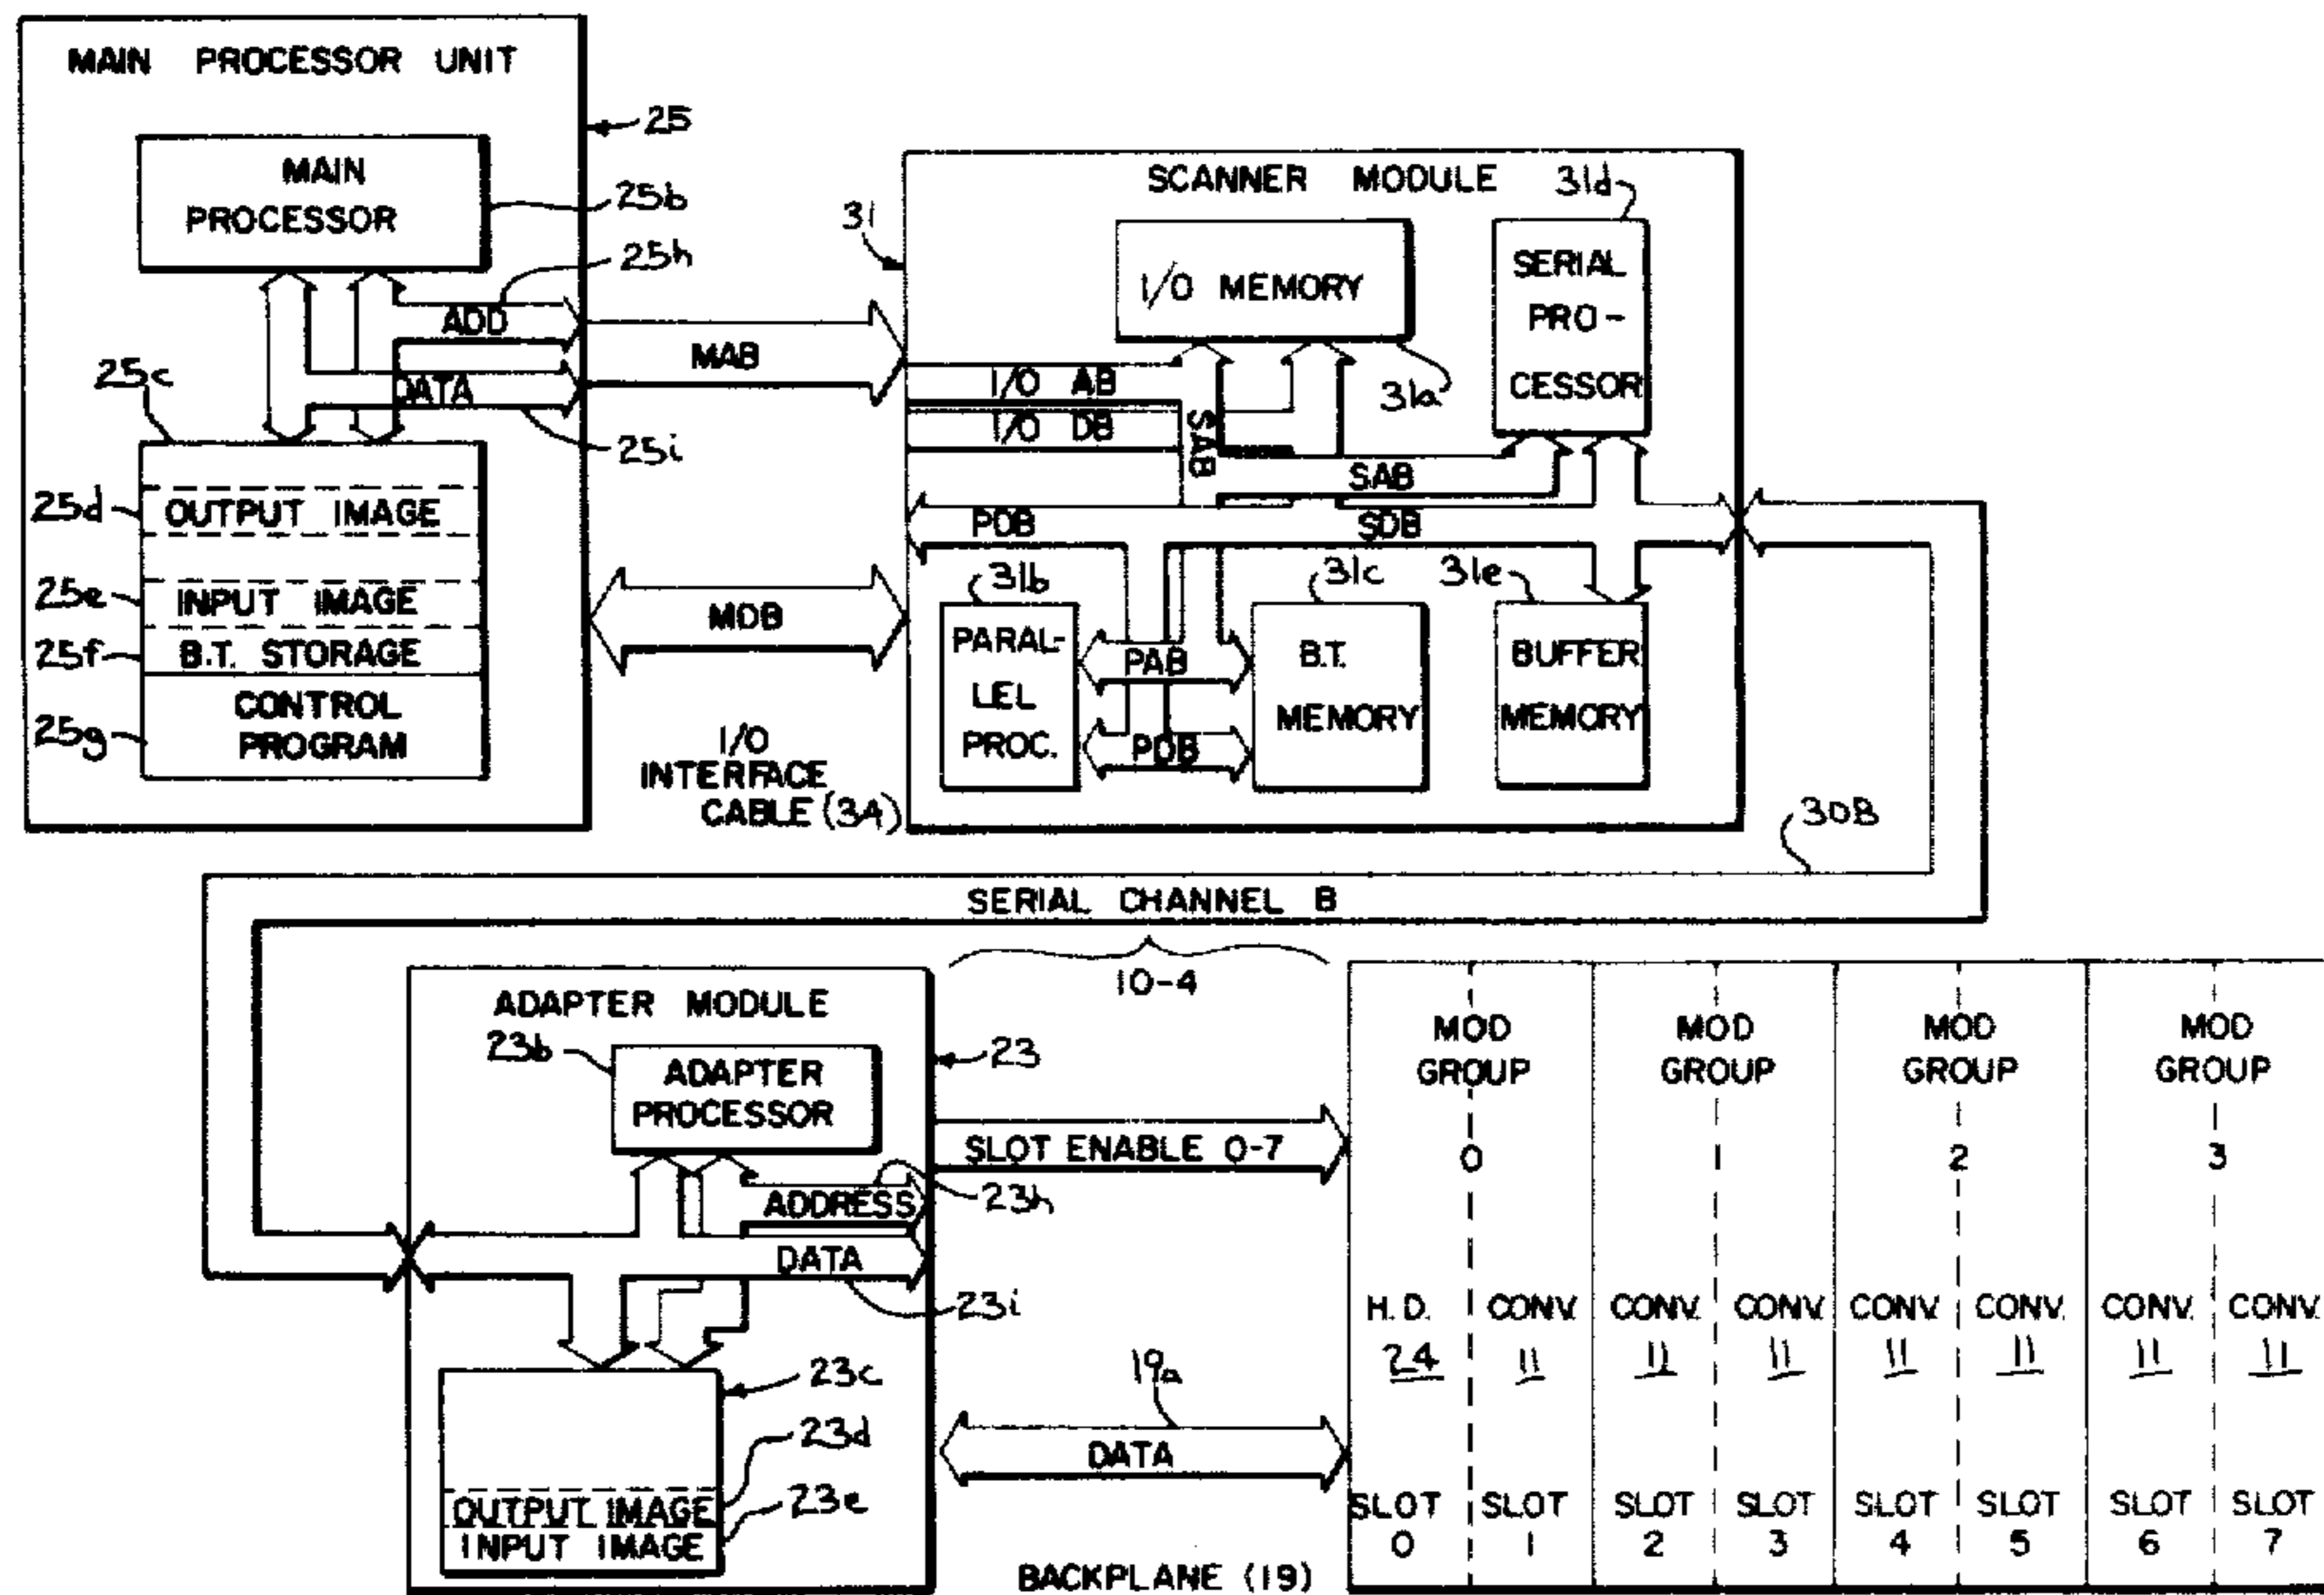 MAIN PROCESSOR UNIT
25
MAIN
PROCESSOR
25b
25h
ADD
DATA
25i
25c
25d
OUTPUT IMAGE
25e
INPUT IMAGE
25f
B.T. STORAGE
25g
CONTROL
PROGRAM
MAB
MDB
I/O
INTERFACE
CABLE (34)
31
SCANNER MODULE
31d
I/O MEMORY
31a
SERIAL
PRO-
CESSOR
I/O AB
I/O DB
SAB
SAB
PDB
SDB
31b
31c
31e
PARAL-
LEL
PROC.
PAB
PDB
B.T.
MEMORY
BUFFER
MEMORY
30B
SERIAL CHANNEL B
10-4
ADAPTER MODULE
23b
23
ADAPTER
PROCESSOR
SLOT ENABLE 0-7
ADDRESS
23h
DATA
23i
23c
23d
23e
OUTPUT IMAGE
INPUT IMAGE
19a
DATA
BACKPLANE (19)
MOD
GROUP
0
MOD
GROUP
1
MOD
GROUP
2
MOD
GROUP
3
H.D. CONV. CONV. CONV. CONV. CONV. CONV. CONV.
24 11 11 11 11 11 11 11
SLOT SLOT SLOT SLOT SLOT SLOT SLOT SLOT
0 1 2 3 4 5 6 7